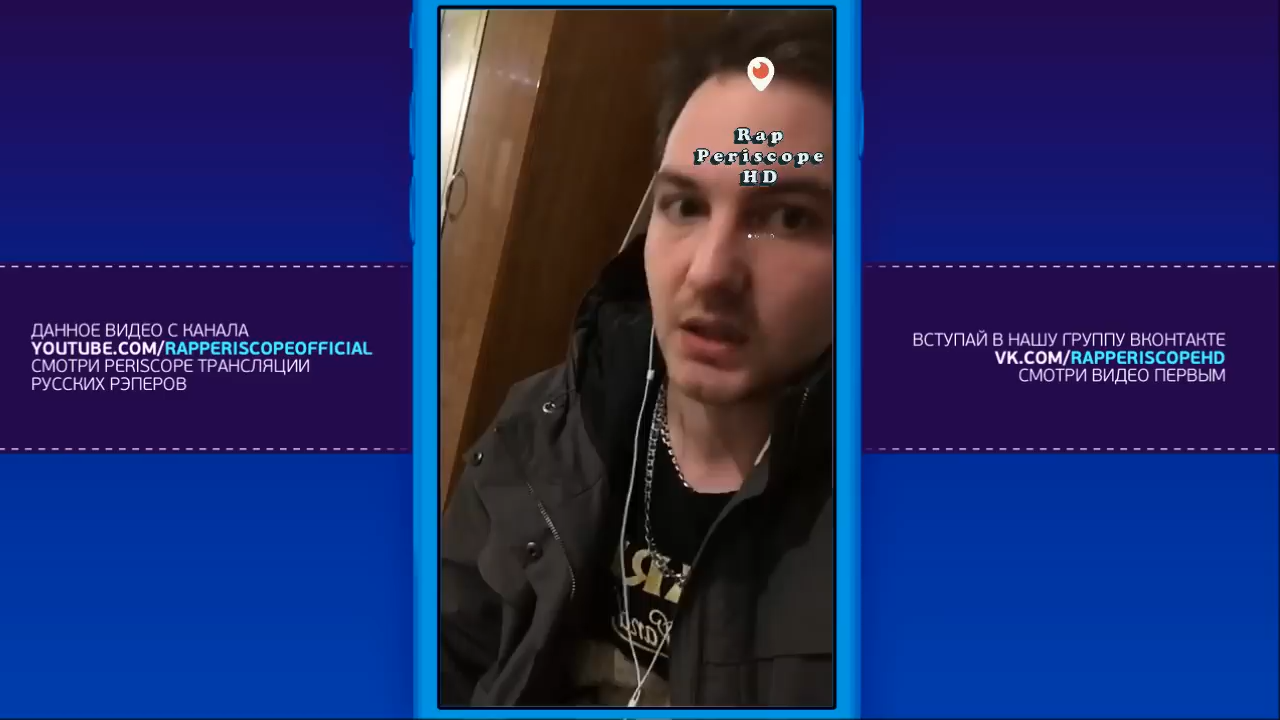 Rap
Periscope
HD
ДАННОЕ ВИДЕО С КАНАЛА
YOUTUBE.COM/RAPPERISCOPEOFFICIAL
СМОТРИ PERISCOPE ТРАНСЛЯЦИИ
РУССКИХ РЭПЕРОВ
ВСТУПАЙ В НАШУ ГРУППУ ВКОНТАКТЕ
VK.COM/RAPPERISCOPEHD
СМОТРИ ВИДЕО ПЕРВЫМ